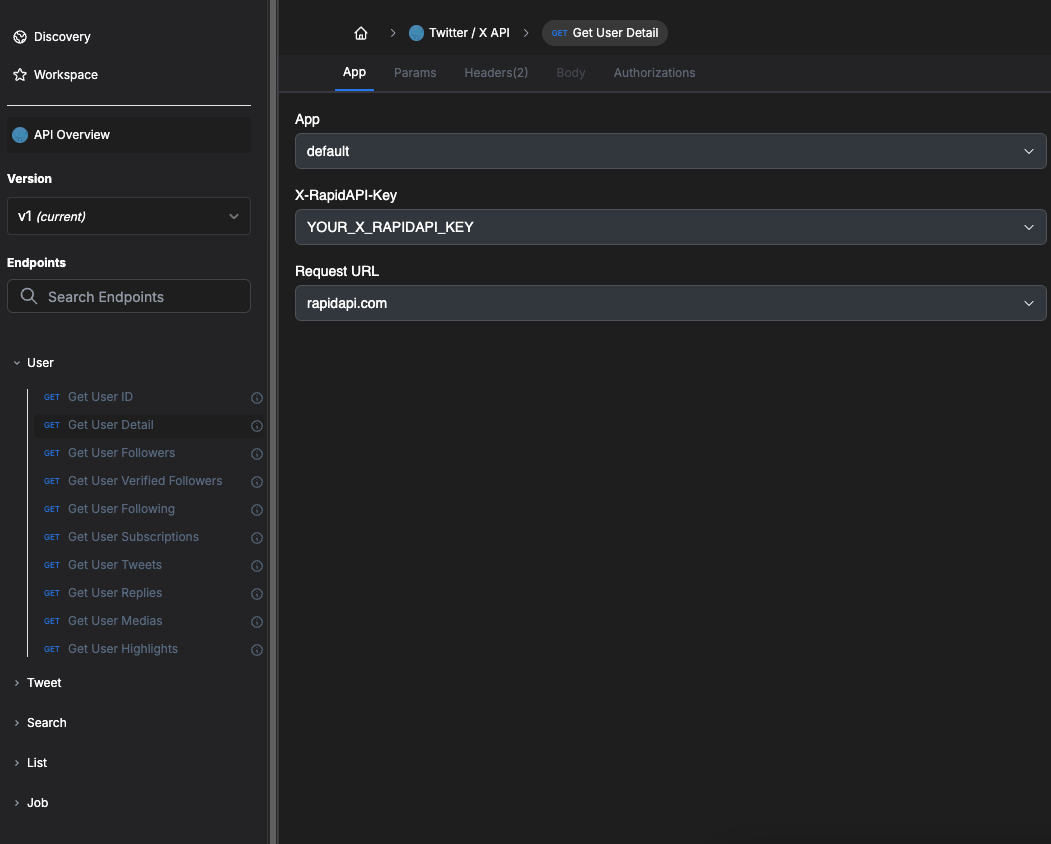 Discovery
Workspace
API Overview
Version
v1 (current)
Endpoints
Search Endpoints
User
GET Get User ID
GET Get User Detail
GET Get User Followers
GET Get User Verified Followers
GET Get User Following
GET Get User Subscriptions
GET Get User Tweets
GET Get User Replies
GET Get User Medias
GET Get User Highlights
Tweet
Search
List
Job
Twitter / X API
GET Get User Detail
App Params Headers(2) Body Authorizations
App
default
X-RapidAPI-Key
YOUR_X_RAPIDAPI_KEY
Request URL
rapidapi.com